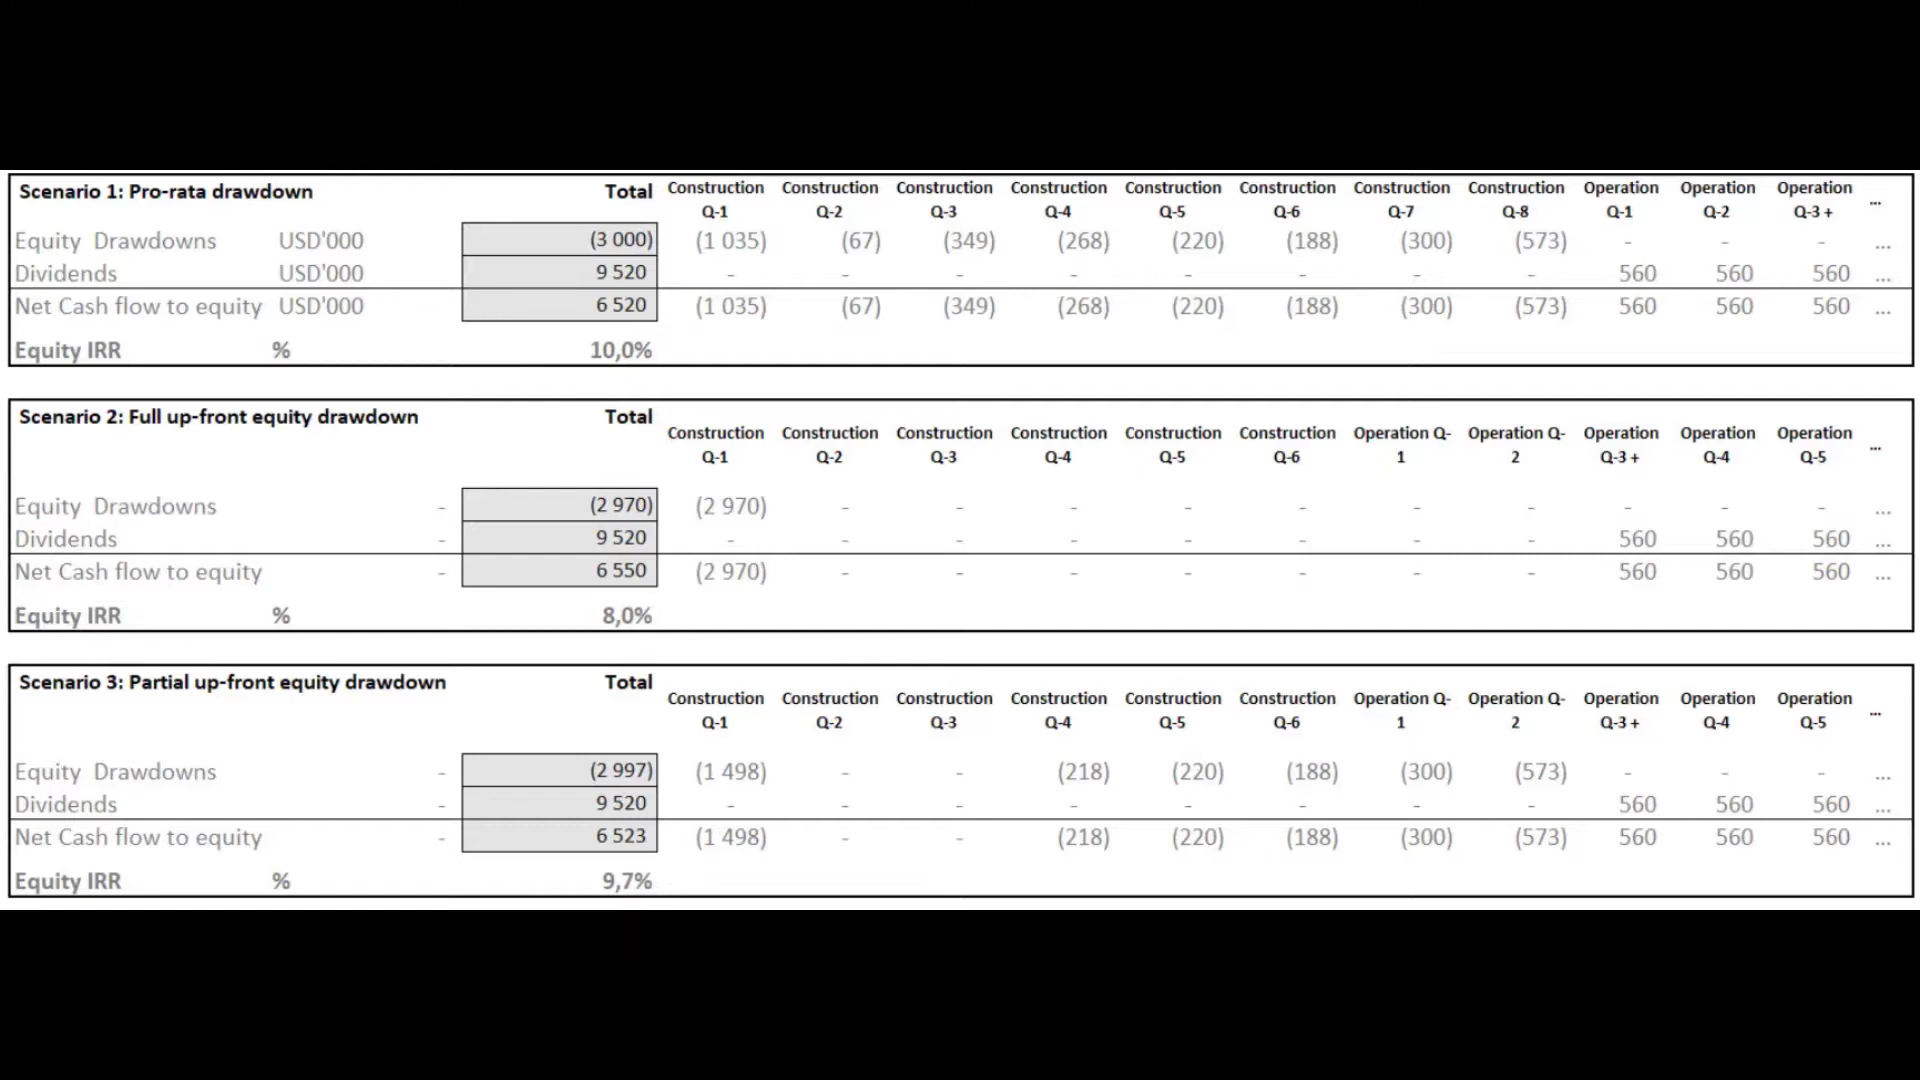 Scenario 1: Pro-rata drawdown Total Construction Q-1 Construction Q-2 Construction Q-3 Construction Q-4 Construction Q-5 Construction Q-6 Construction Q-7 Construction Q-8 Operation Q-1 Operation Q-2 Operation Q-3 + ...
Equity Drawdowns USD'000 (3 000) (1 035) (67) (349) (268) (220) (188) (300) (573) - - - ...
Dividends USD'000 9 520 - - - - - - - - 560 560 560 ...
Net Cash flow to equity USD'000 6 520 (1 035) (67) (349) (268) (220) (188) (300) (573) 560 560 560 ...
Equity IRR % 10,0%
Scenario 2: Full up-front equity drawdown Total Construction Q-1 Construction Q-2 Construction Q-3 Construction Q-4 Construction Q-5 Construction Q-6 Operation Q-1 Operation Q-2 Operation Q-3 + Operation Q-4 Operation Q-5 ...
Equity Drawdowns - (2 970) (2 970) - - - - - - - - - - ...
Dividends - 9 520 - - - - - - - - 560 560 560 ...
Net Cash flow to equity - 6 550 (2 970) - - - - - - - 560 560 560 ...
Equity IRR % 8,0%
Scenario 3: Partial up-front equity drawdown Total Construction Q-1 Construction Q-2 Construction Q-3 Construction Q-4 Construction Q-5 Construction Q-6 Operation Q-1 Operation Q-2 Operation Q-3 + Operation Q-4 Operation Q-5 ...
Equity Drawdowns - (2 997) (1 498) - - (218) (220) (188) (300) (573) - - - ...
Dividends - 9 520 - - - - - - - - 560 560 560 ...
Net Cash flow to equity - 6 523 (1 498) - - (218) (220) (188) (300) (573) 560 560 560 ...
Equity IRR % 9,7%